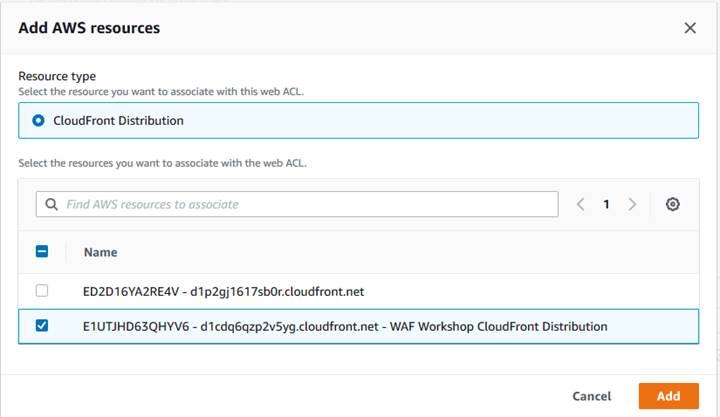 Add AWS resources
Resource type
Select the resource you want to associate with this web ACL.
CloudFront Distribution
Select the resources you want to associate with the web ACL.
Find AWS resources to associate
1
Name
ED2D16YA2RE4V - d1p2gj1617sb0r.cloudfront.net
E1UTJHD63QHYV6 - d1cdq6qzp2v5yg.cloudfront.net - WAF Workshop CloudFront Distribution
Cancel
Add